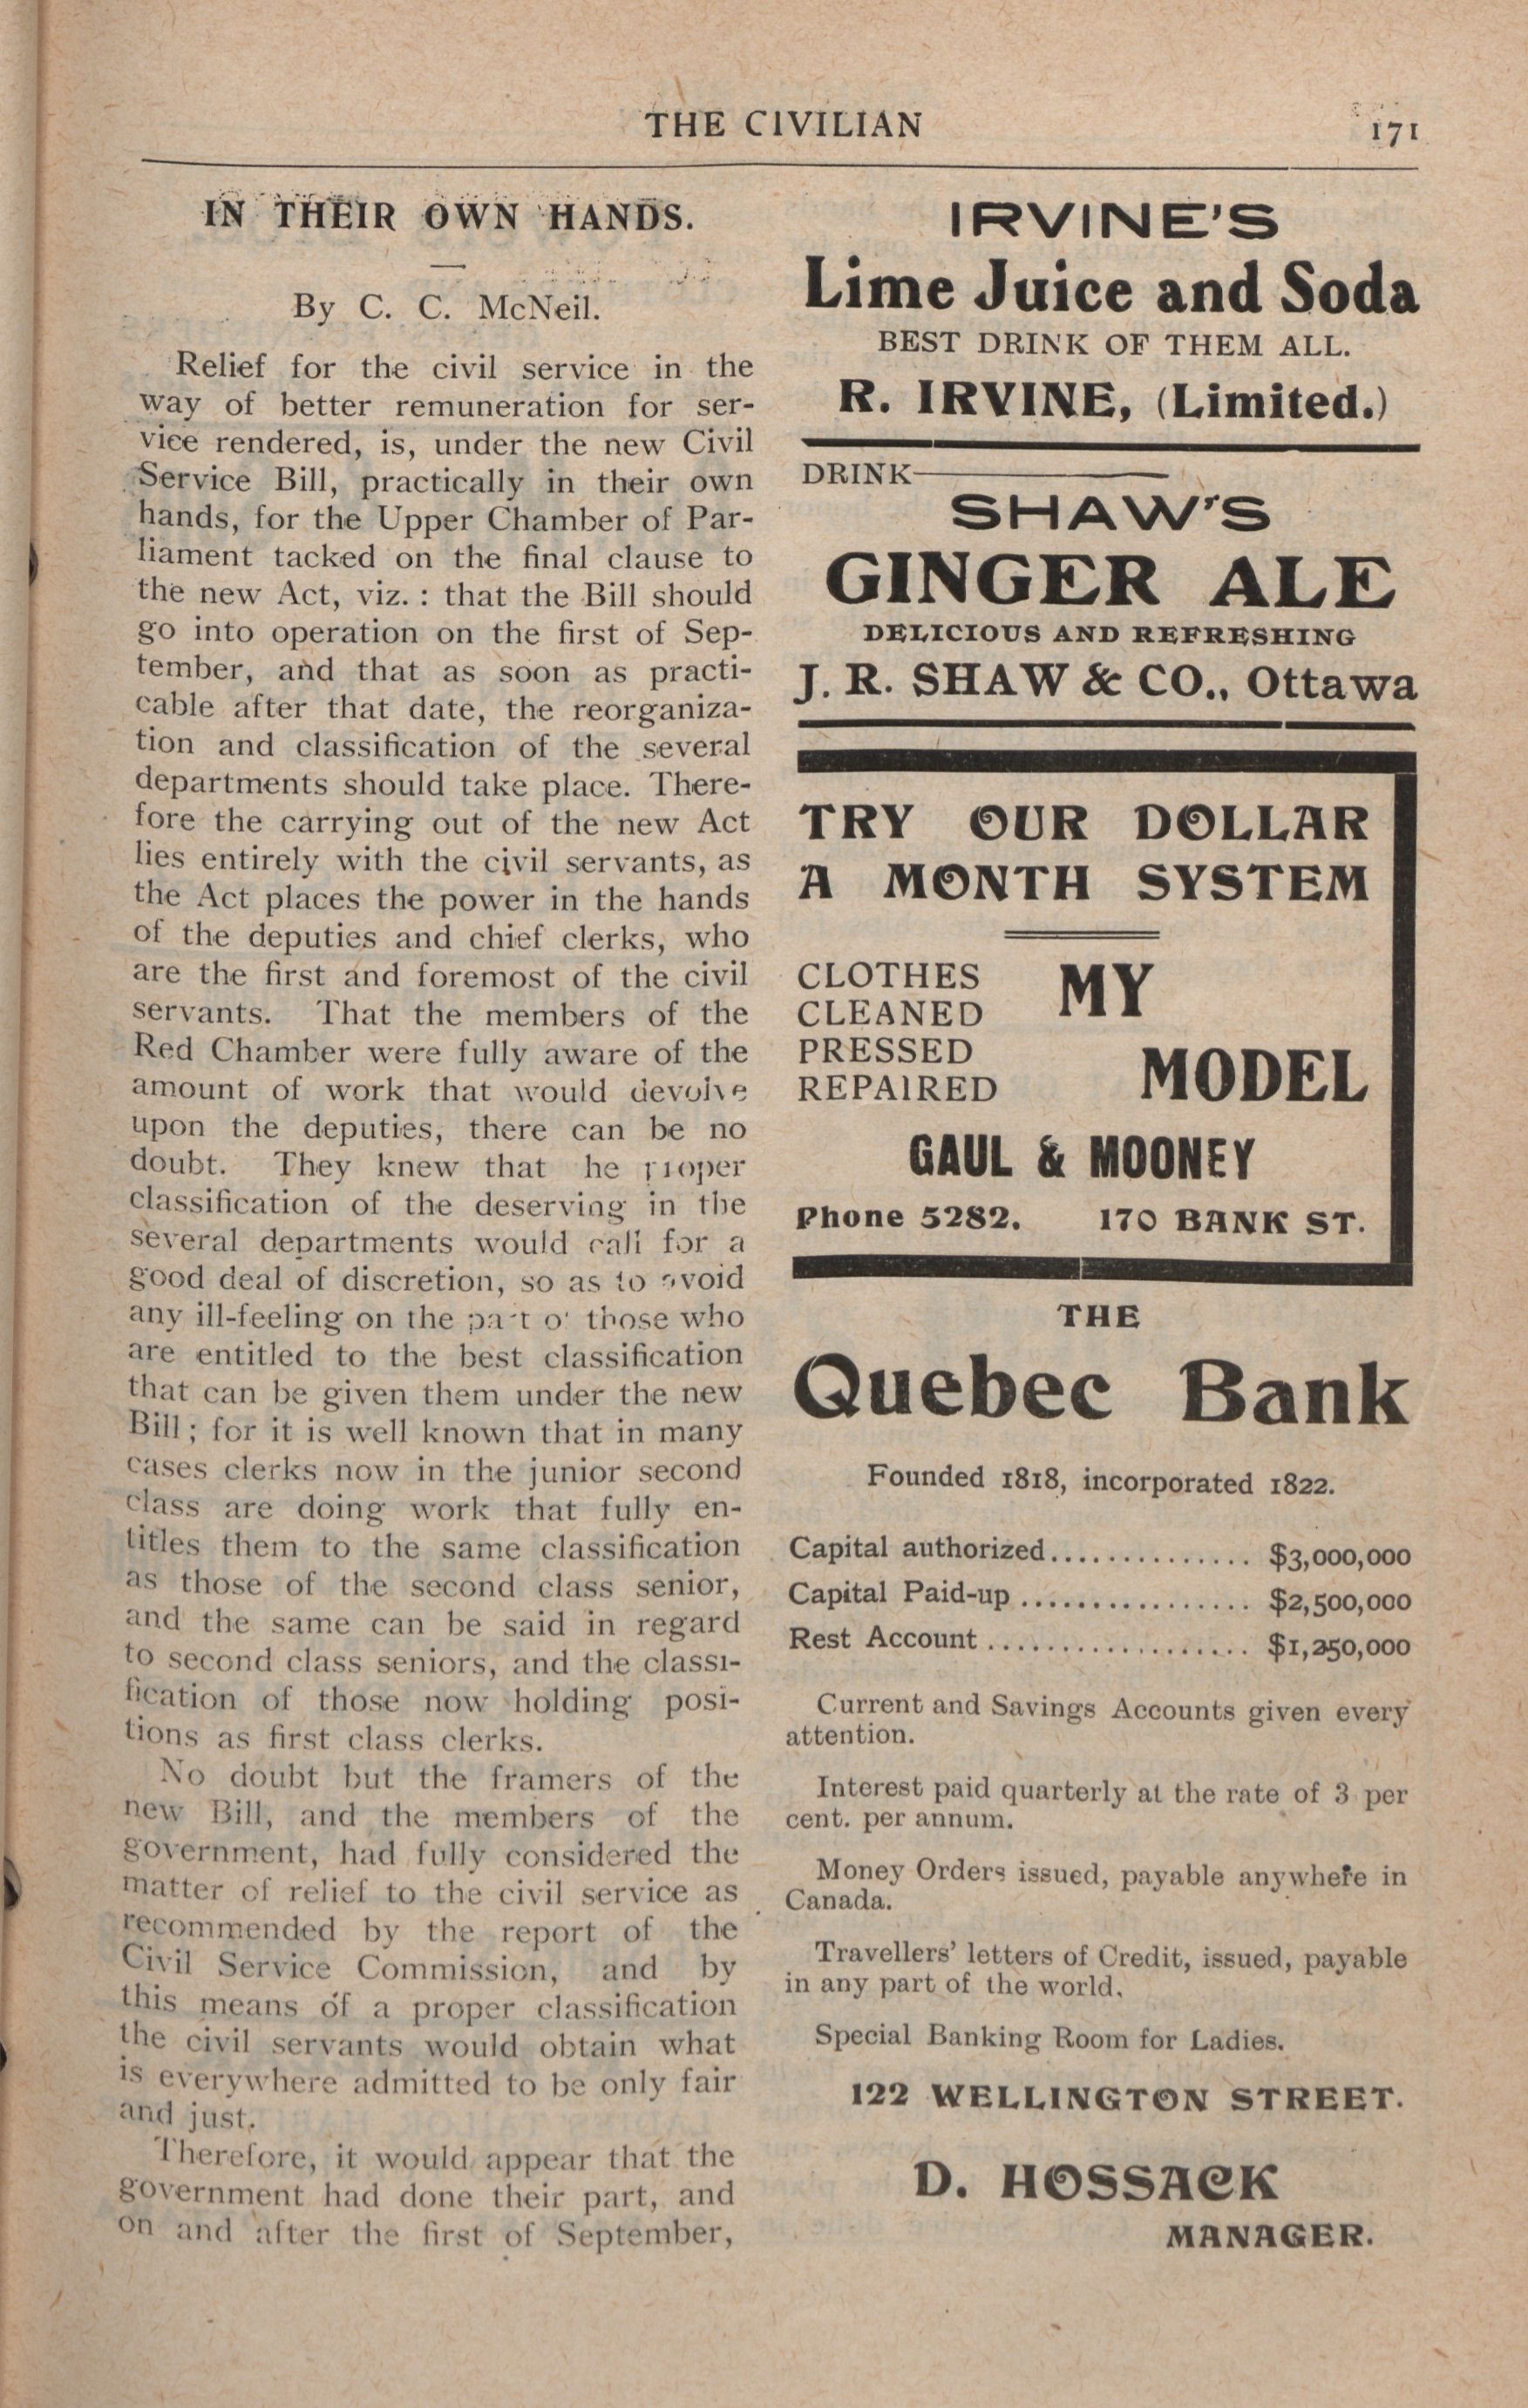 THE CIVILIAN 171
IN THEIR OWN HANDS.
By C. C. McNeil.
Relief for the civil service in the
way of better remuneration for ser-
vice rendered, is, under the new Civil
Service Bill, practically in their own
hands, for the Upper Chamber of Par-
liament tacked on the final clause to
the new Act, viz. : that the Bill should
go into operation on the first of Sep-
tember, and that as soon as practi-
cable after that date, the reorganiza-
tion and classification of the several
departments should take place. There-
fore the carrying out of the new Act
lies entirely with the civil servants, as
the Act places the power in the hands
of the deputies and chief clerks, who
are the first and foremost of the civil
servants. That the members of the
Red Chamber were fully aware of the
amount of work that would devolve
upon the deputies, there can be no
doubt. They knew that he proper
classification of the deserving in the
several departments would call for a
good deal of discretion, so as to avoid
any ill-feeling on the part of those who
are entitled to the best classification
that can be given them under the new
Bill ; for it is well known that in many
cases clerks now in the junior second
class are doing work that fully en-
titles them to the same classification
as those of the second class senior,
and the same can be said in regard
to second class seniors, and the classi-
fication of those now holding posi-
tions as first class clerks.
No doubt but the framers of the
new Bill, and the members of the
government, had fully considered the
matter of relief to the civil service as
recommended by the report of the
Civil Service Commission, and by
this means of a proper classification
the civil servants would obtain what
is everywhere admitted to be only fair
and just.
Therefore, it would appear that the
government had done their part, and
on and after the first of September,
IRVINE'S
Lime Juice and Soda
BEST DRINK OF THEM ALL.
R. IRVINE, (Limited.)
DRINK
SHAW'S
GINGER ALE
DELICIOUS AND REFRESHING
J. R. SHAW & CO., Ottawa
TRY OUR DOLLAR
A MONTH SYSTEM
CLOTHES
CLEANED
PRESSED
REPAIRED
MY
MODEL
GAUL & MOONEY
Phone 5282. 170 BANK ST.
THE
Quebec Bank
Founded 1818, incorporated 1822.
Capital authorized.............. $3,000,000
Capital Paid-up ................ $2,500,000
Rest Account .................. $1,250,000
Current and Savings Accounts given every
attention.
Interest paid quarterly at the rate of 3 per
cent. per annum.
Money Orders issued, payable anywhere in
Canada.
Travellers' letters of Credit, issued, payable
in any part of the world.
Special Banking Room for Ladies.
122 WELLINGTON STREET.
D. HOSSACK
MANAGER.